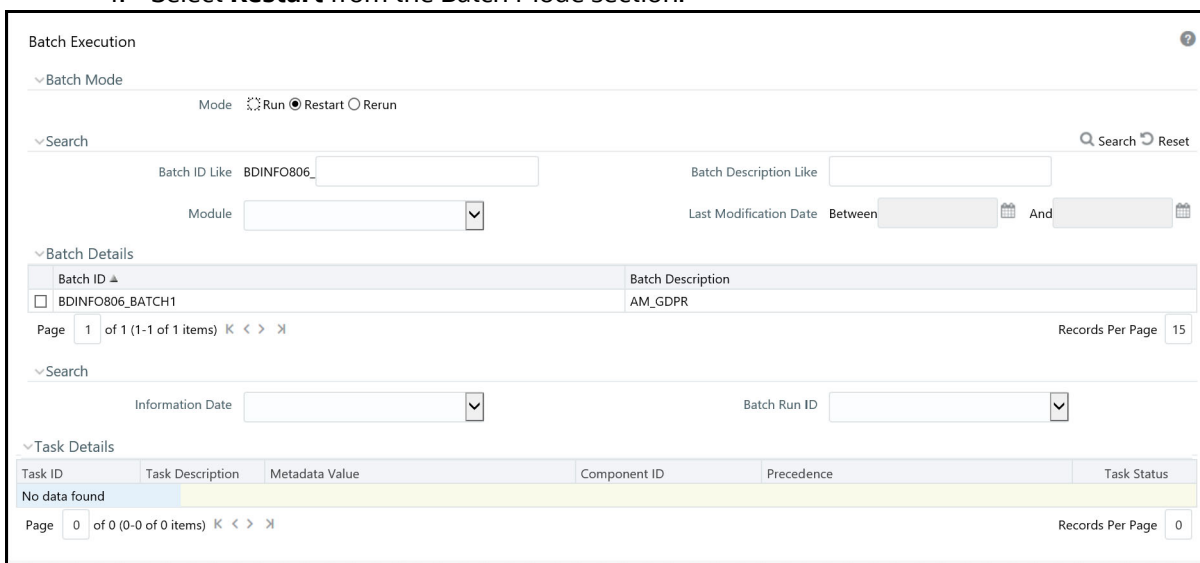 Select Restart from the Batch Mode section.
Batch Execution
Batch Mode
Mode Run Restart Rerun
Search
Search Reset
Batch ID Like BDINFO806_ Batch Description Like
Module Last Modification Date Between And
Batch Details
Batch ID Batch Description
BDINFO806_BATCH1 AM_GDPR
Page 1 of 1 (1-1 of 1 items) Records Per Page 15
Search
Information Date Batch Run ID
Task Details
Task ID Task Description Metadata Value Component ID Precedence Task Status
No data found
Page 0 of 0 (0-0 of 0 items) Records Per Page 0